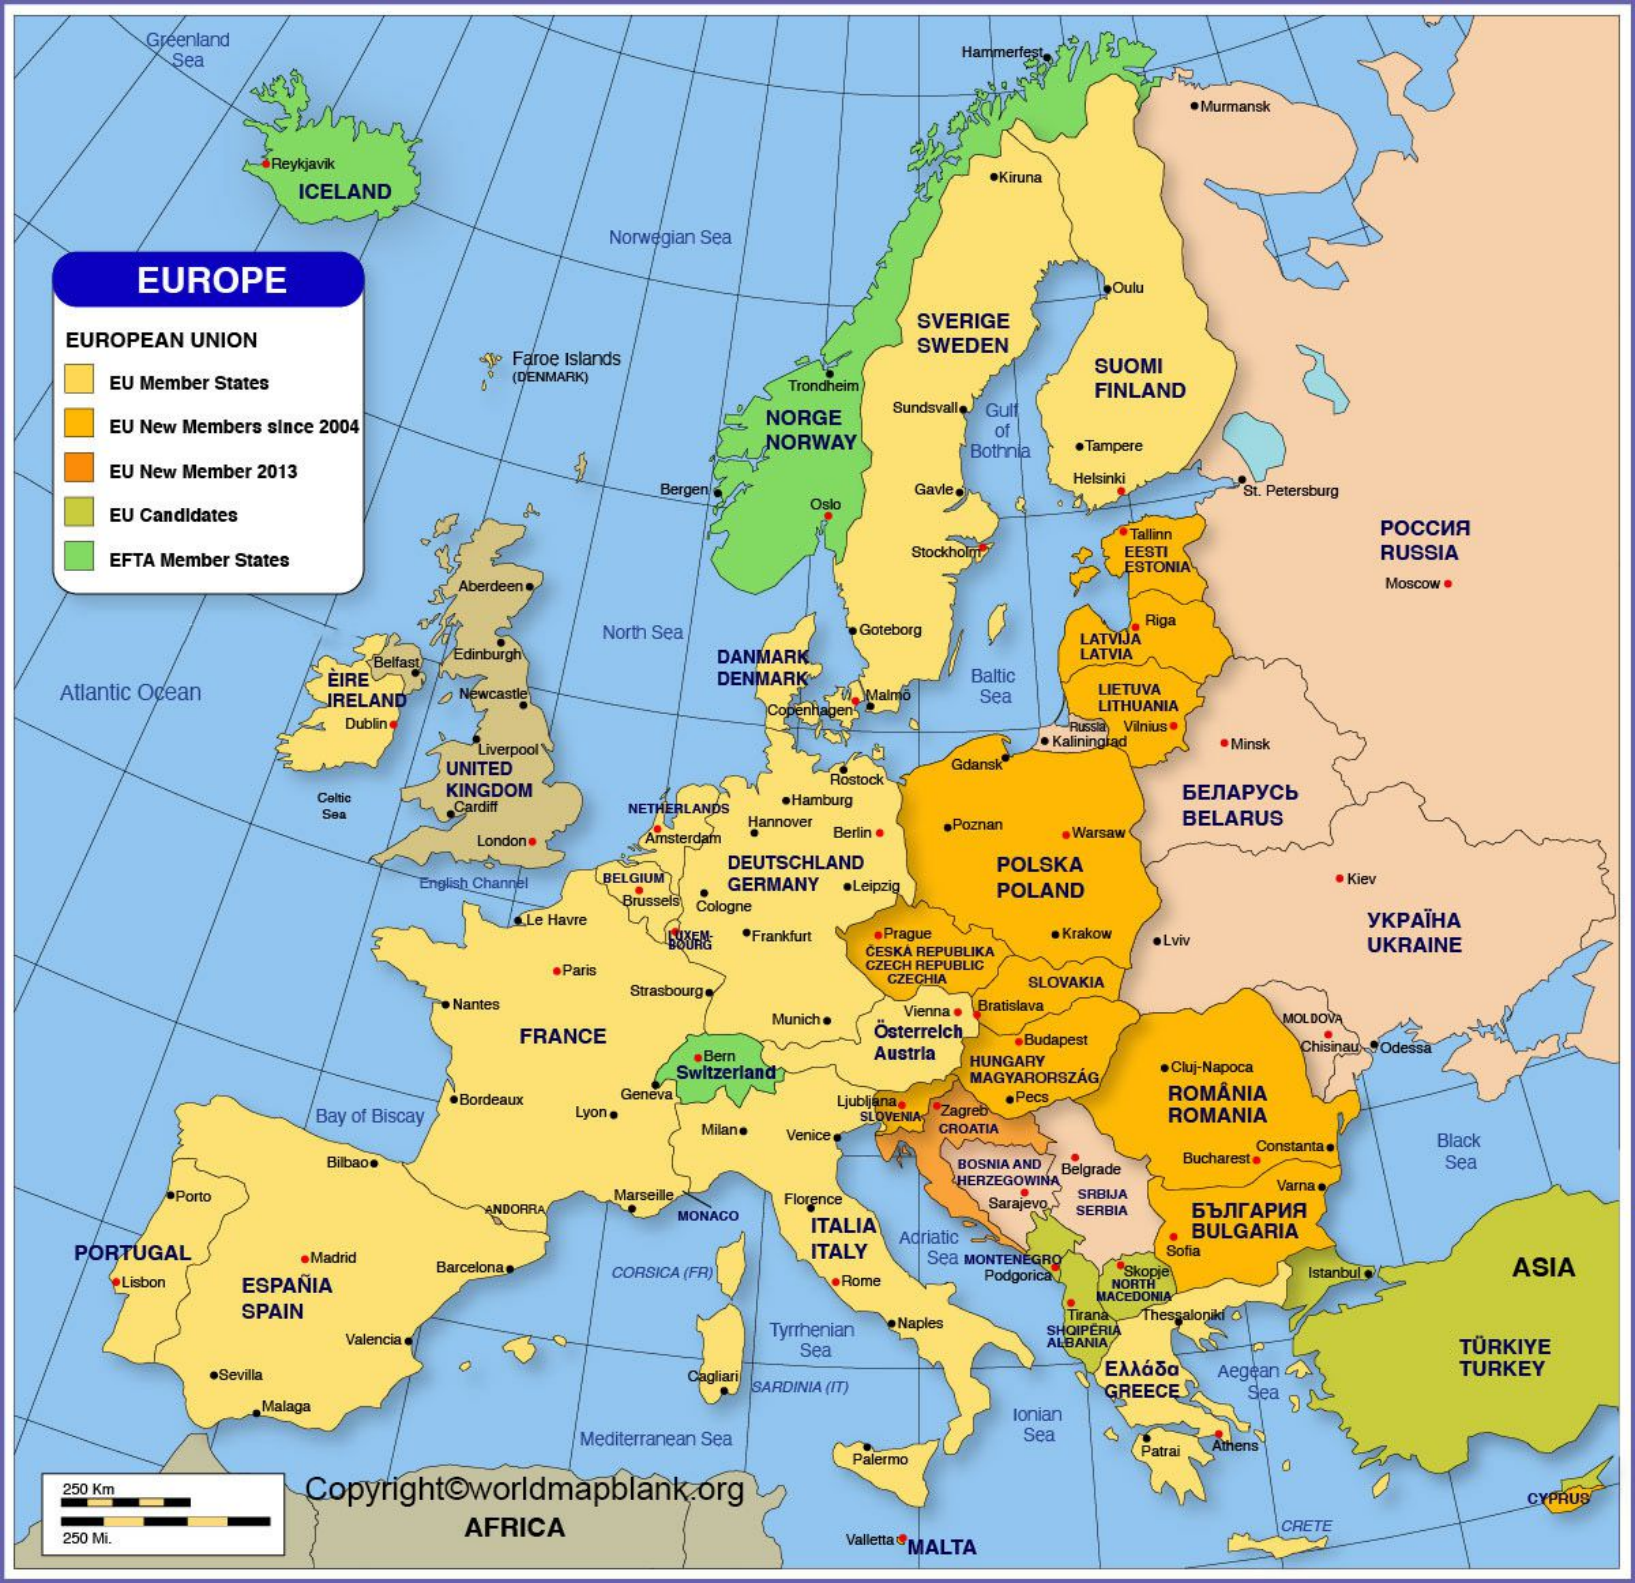 Greenland
Sea
Hammerfest
Murmansk
Reykjavik
ICELAND
Kiruna
Norwegian Sea
EUROPE
EUROPEAN UNION
EU Member States
EU New Members since 2004
EU New Member 2013
EU Candidates
EFTA Member States
Oulu
SVERIGE
SWEDEN
SUOMI
FINLAND
Faroe Islands
(DENMARK)
Trondheim
NORGE
NORWAY
Sundsvall
Gulf
of
Bothnia
Tampere
Helsinki
Bergen
Gavle
Oslo
St. Petersburg
Stockholm
Tallinn
EESTI
ESTONIA
РОССИЯ
RUSSIA
Moscow
Aberdeen
Edinburgh
North Sea
Goteborg
Riga
LATVIJA
LATVIA
Belfast
ÈIRE
IRELAND
Dublin
Newcastle
Atlantic Ocean
DANMARK
DENMARK
Copenhagen
Malmö
Baltic
Sea
LIETUVA
LITHUANIA
Vilnius
Russia
Kaliningrad
Minsk
БЕЛАРУСЬ
BELARUS
Liverpool
UNITED
KINGDOM
Cardiff
London
Celtic
Sea
English Channel
Gdansk
Rostock
Hamburg
NETHERLANDS
Amsterdam
Hannover
Berlin
Poznan
Warsaw
POLSKA
POLAND
DEUTSCHLAND
GERMANY
Leipzig
BELGIUM
Brussels
Cologne
Kiev
УКРАЇНА
UKRAINE
Lviv
Krakow
Le Havre
LUXEM-
BOURG
Frankfurt
Prague
ČESKÁ REPUBLIKA
CZECH REPUBLIC
CZECHIA
SLOVAKIA
Paris
Strasbourg
Nantes
Munich
Vienna
Bratislava
Österreich
Austria
FRANCE
Budapest
HUNGARY
MAGYARORSZÁG
Pecs
MOLDOVA
Chisinau
Odessa
Bern
Switzerland
Geneva
Cluj-Napoca
ROMÂNIA
ROMANIA
Bordeaux
Lyon
Bay of Biscay
Milan
Venice
Ljubljana
SLOVENIA
Zagreb
CROATIA
Constanta
Bucharest
Black
Sea
Bilbao
Porto
Marseille
MONACO
ANDORRA
Florence
ITALIA
ITALY
BOSNIA AND
HERZEGOWINA
Sarajevo
Belgrade
SRBIJA
SERBIA
Varna
БЪЛГАРИЯ
BULGARIA
Sofia
PORTUGAL
Lisbon
Madrid
ESPAÑIA
SPAIN
Barcelona
CORSICA (FR)
Rome
Adriatic
Sea
MONTENEGRO
Podgorica
Skopje
NORTH
MACEDONIA
Istanbul
ASIA
Tirana
SHQIPËRIA
ALBANIA
Thessaloniki
Valencia
Naples
Tyrrhenian
Sea
TÜRKIYE
TURKEY
Sevilla
Malaga
Cagliari
SARDINIA (IT)
Ελλάδα
GREECE
Aegean
Sea
Ionian
Sea
Patrai
Athens
Mediterranean Sea
Palermo
250 Km
250 Mi.
Copyright©worldmapblank.org
AFRICA
Valletta
MALTA
CRETE
CYPRUS